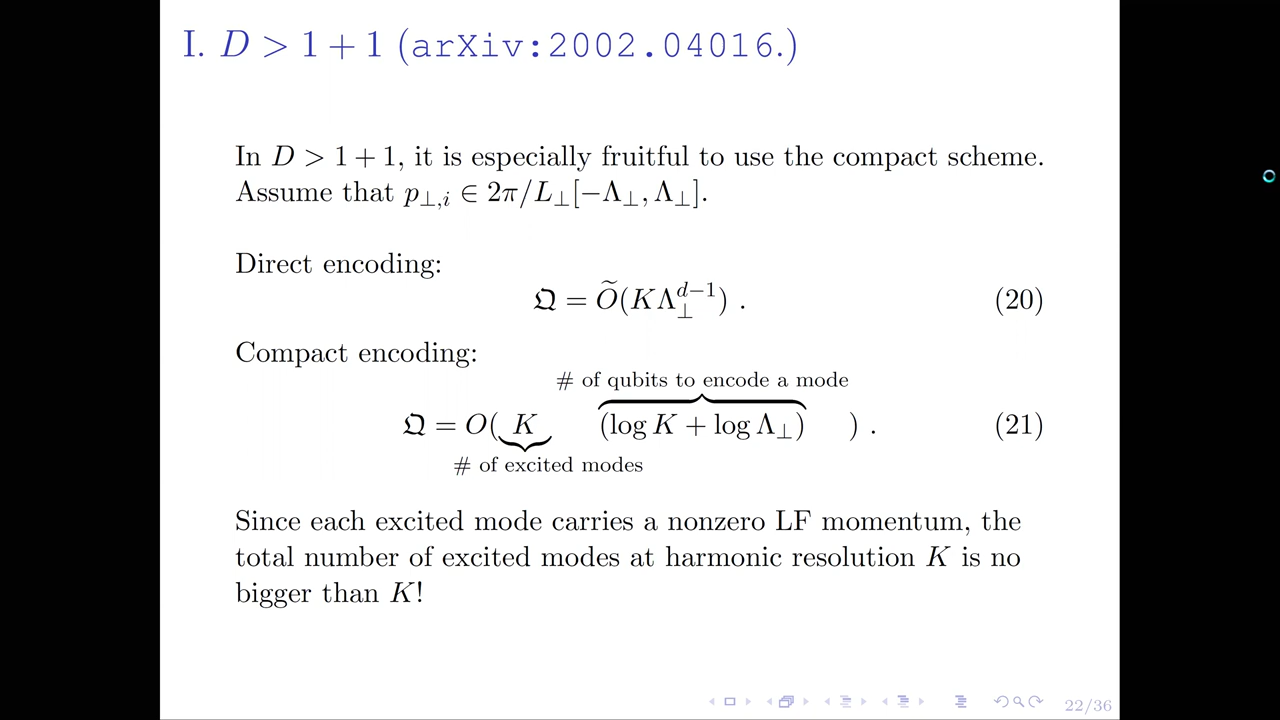 I. D > 1 + 1 (arXiv:2002.04016.)
In D > 1 + 1, it is especially fruitful to use the compact scheme.
Assume that p⊥,i ∈ 2π/L⊥[−Λ⊥, Λ⊥].
Direct encoding:
𝔔 = Õ(KΛ⊥^{d−1}) . (20)
Compact encoding:
# of qubits to encode a mode
𝔔 = O( K (log K + log Λ⊥) ) . (21)
# of excited modes
Since each excited mode carries a nonzero LF momentum, the
total number of excited modes at harmonic resolution K is no
bigger than K!
22/36